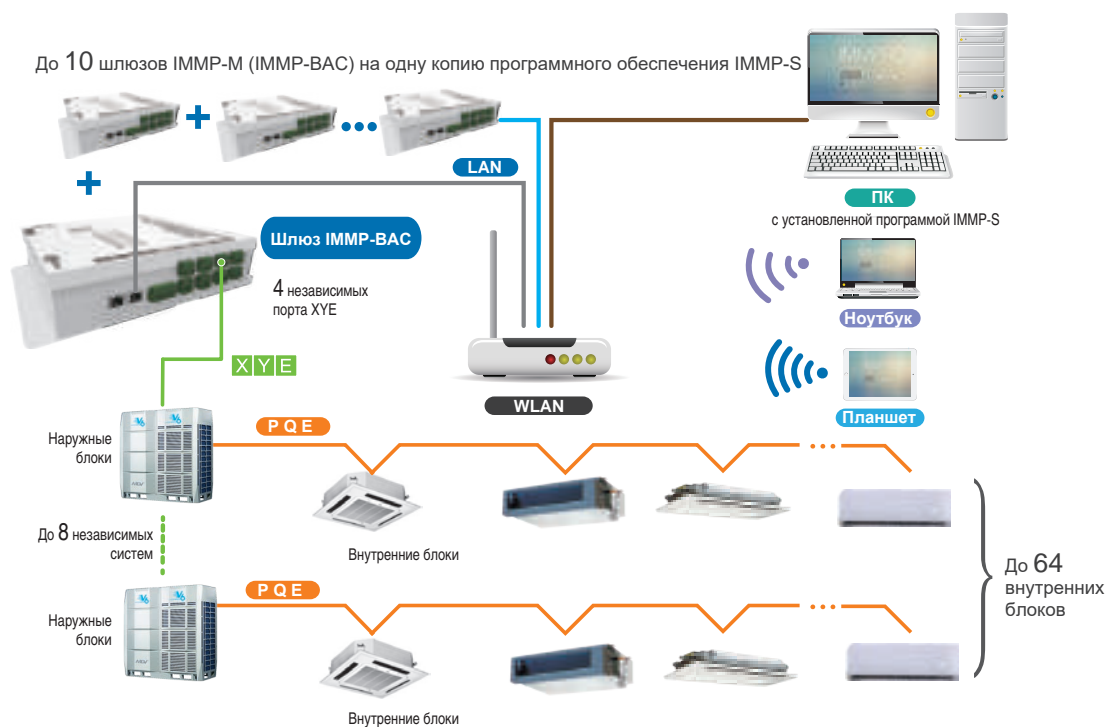 До 10 шлюзов IMMP-M (IMMP-BAC) на одну копию программного обеспечения IMMP-S
LAN
ПК
с установленной программой IMMP-S
Шлюз IMMP-BAC
4 независимых
порта XYE
Ноутбук
X Y E
WLAN
Планшет
Наружные
блоки
P Q E
До 8 независимых
систем
Внутренние блоки
До 64
внутренних
блоков
Наружные
блоки
P Q E
Внутренние блоки